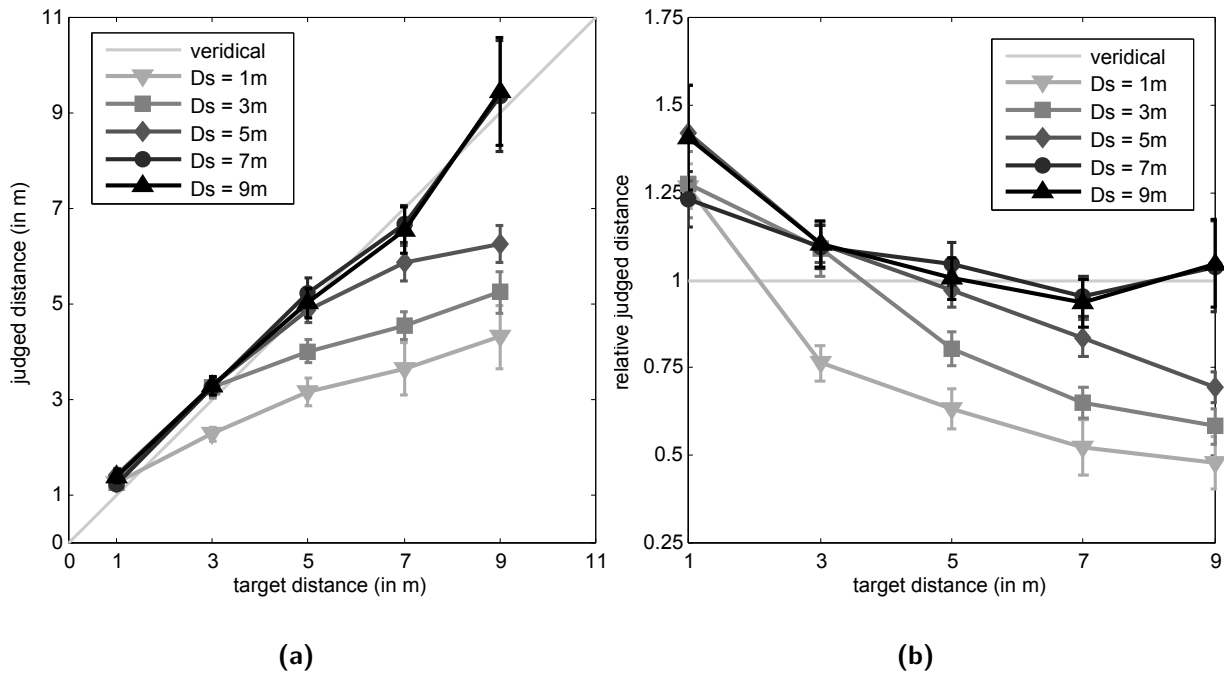 11
9
7
5
3
1
0
judged distance (in m)
veridical
Ds = 1m
Ds = 3m
Ds = 5m
Ds = 7m
Ds = 9m
0 1 3 5 7 9 11
target distance (in m)
(a)
1.75
1.5
1.25
1
0.75
0.5
0.25
relative judged distance
veridical
Ds = 1m
Ds = 3m
Ds = 5m
Ds = 7m
Ds = 9m
1 3 5 7 9
target distance (in m)
(b)